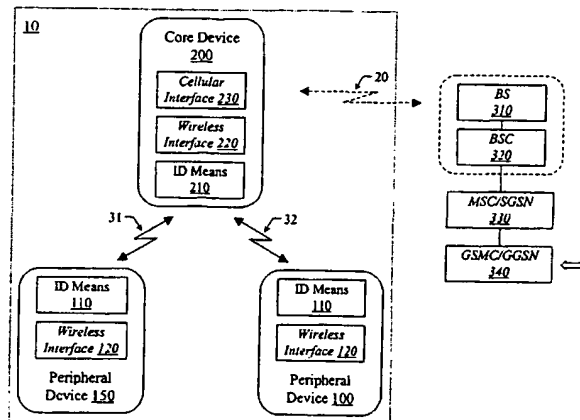 10
Core Device
200
Cellular
Interface 230
Wireless
Interface 220
ID Means
210
20
BS
310
BSC
320
MSC/SGSN
330
GSMC/GGSN
340
31
32
ID Means
110
Wireless
Interface 120
Peripheral
Device 150
ID Means
110
Wireless
Interface 120
Peripheral
Device 100